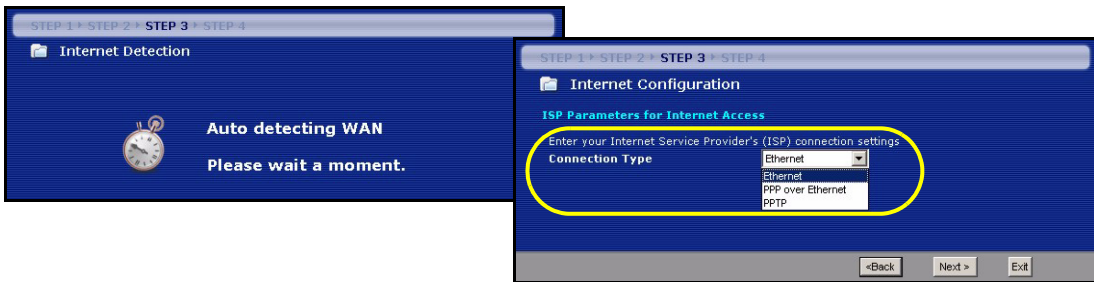 STEP 1 ▸ STEP 2 ▸ STEP 3 ▸ STEP 4
Internet Detection
Auto detecting WAN
Please wait a moment.
STEP 1 ▸ STEP 2 ▸ STEP 3 ▸ STEP 4
Internet Configuration
ISP Parameters for Internet Access
Enter your Internet Service Provider's (ISP) connection settings
Connection Type Ethernet
Ethernet
PPP over Ethernet
PPTP
<Back Next > Exit